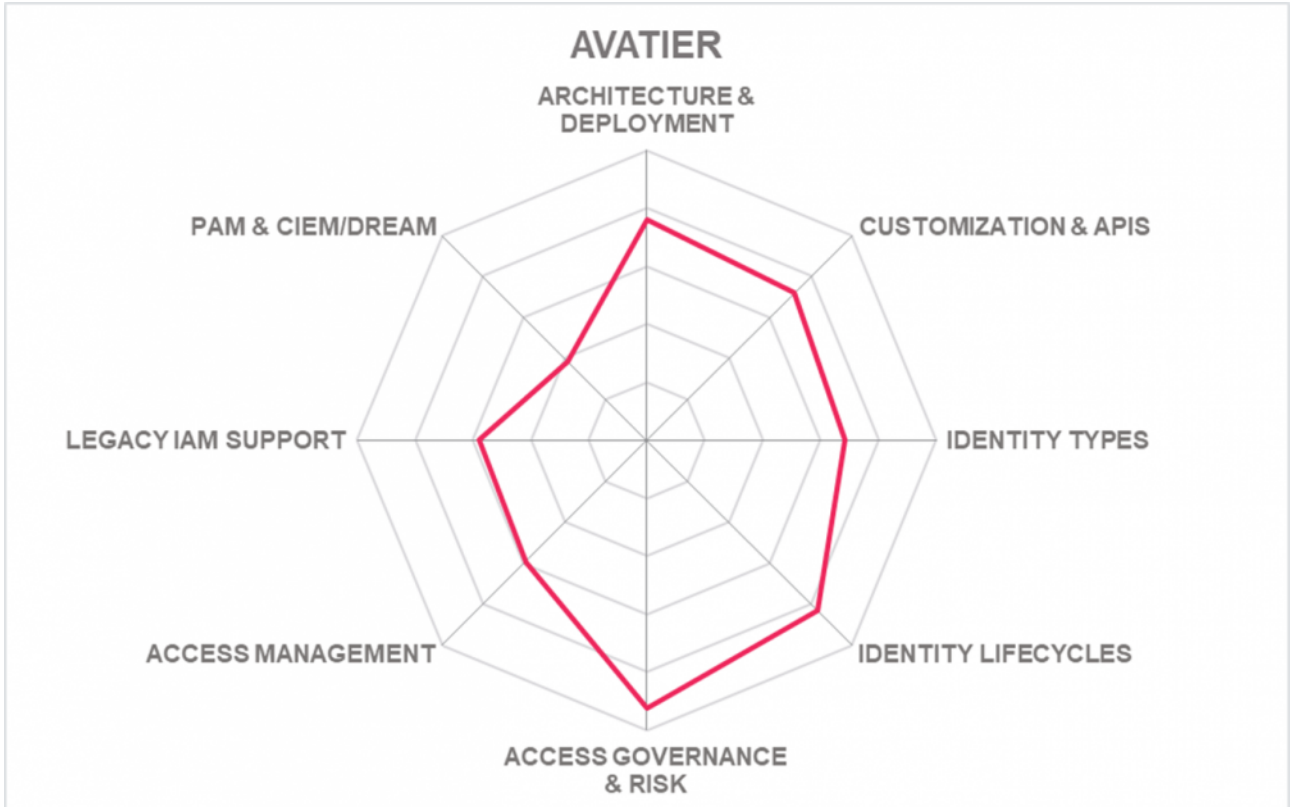 AVATIER
ARCHITECTURE &
DEPLOYMENT
PAM & CIEM/DREAM
CUSTOMIZATION & APIS
LEGACY IAM SUPPORT
IDENTITY TYPES
ACCESS MANAGEMENT
IDENTITY LIFECYCLES
ACCESS GOVERNANCE
& RISK